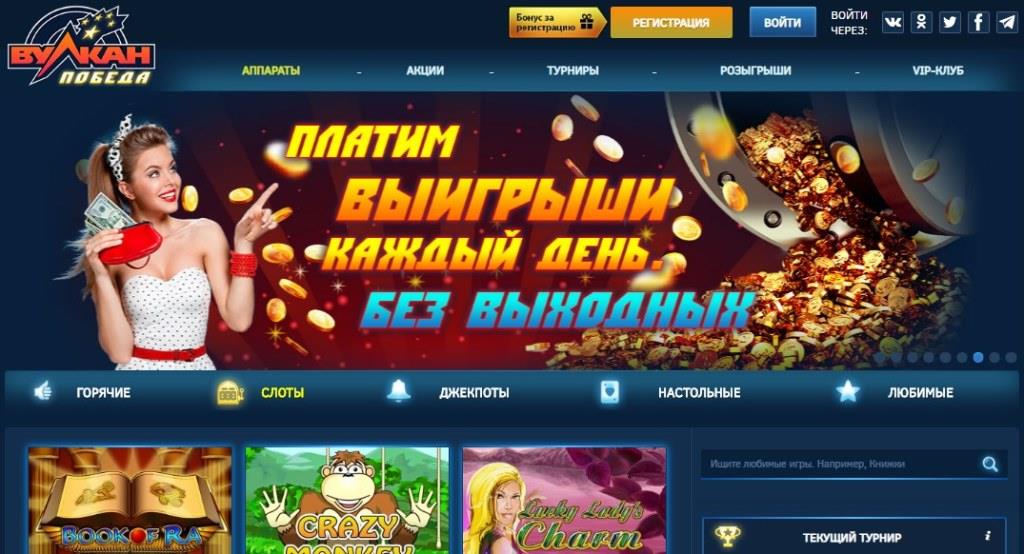 ВУЛКАН
ПОБЕДА
Бонус за
регистрацию
РЕГИСТРАЦИЯ
ВОЙТИ
ВОЙТИ
ЧЕРЕЗ:
АППАРАТЫ - АКЦИИ - ТУРНИРЫ - РОЗЫГРЫШИ - VIP-КЛУБ
ПЛАТИМ
ВЫИГРЫШИ
КАЖДЫЙ ДЕНЬ.
БЕЗ ВЫХОДНЫХ
ГОРЯЧИЕ СЛОТЫ ДЖЕКПОТЫ НАСТОЛЬНЫЕ ЛЮБИМЫЕ
BOOK OF RA
CRAZY
MONKEY
Lucky Lady's
Charm
Ищите любимые игры. Например, Книжки
ТЕКУЩИЙ ТУРНИР i